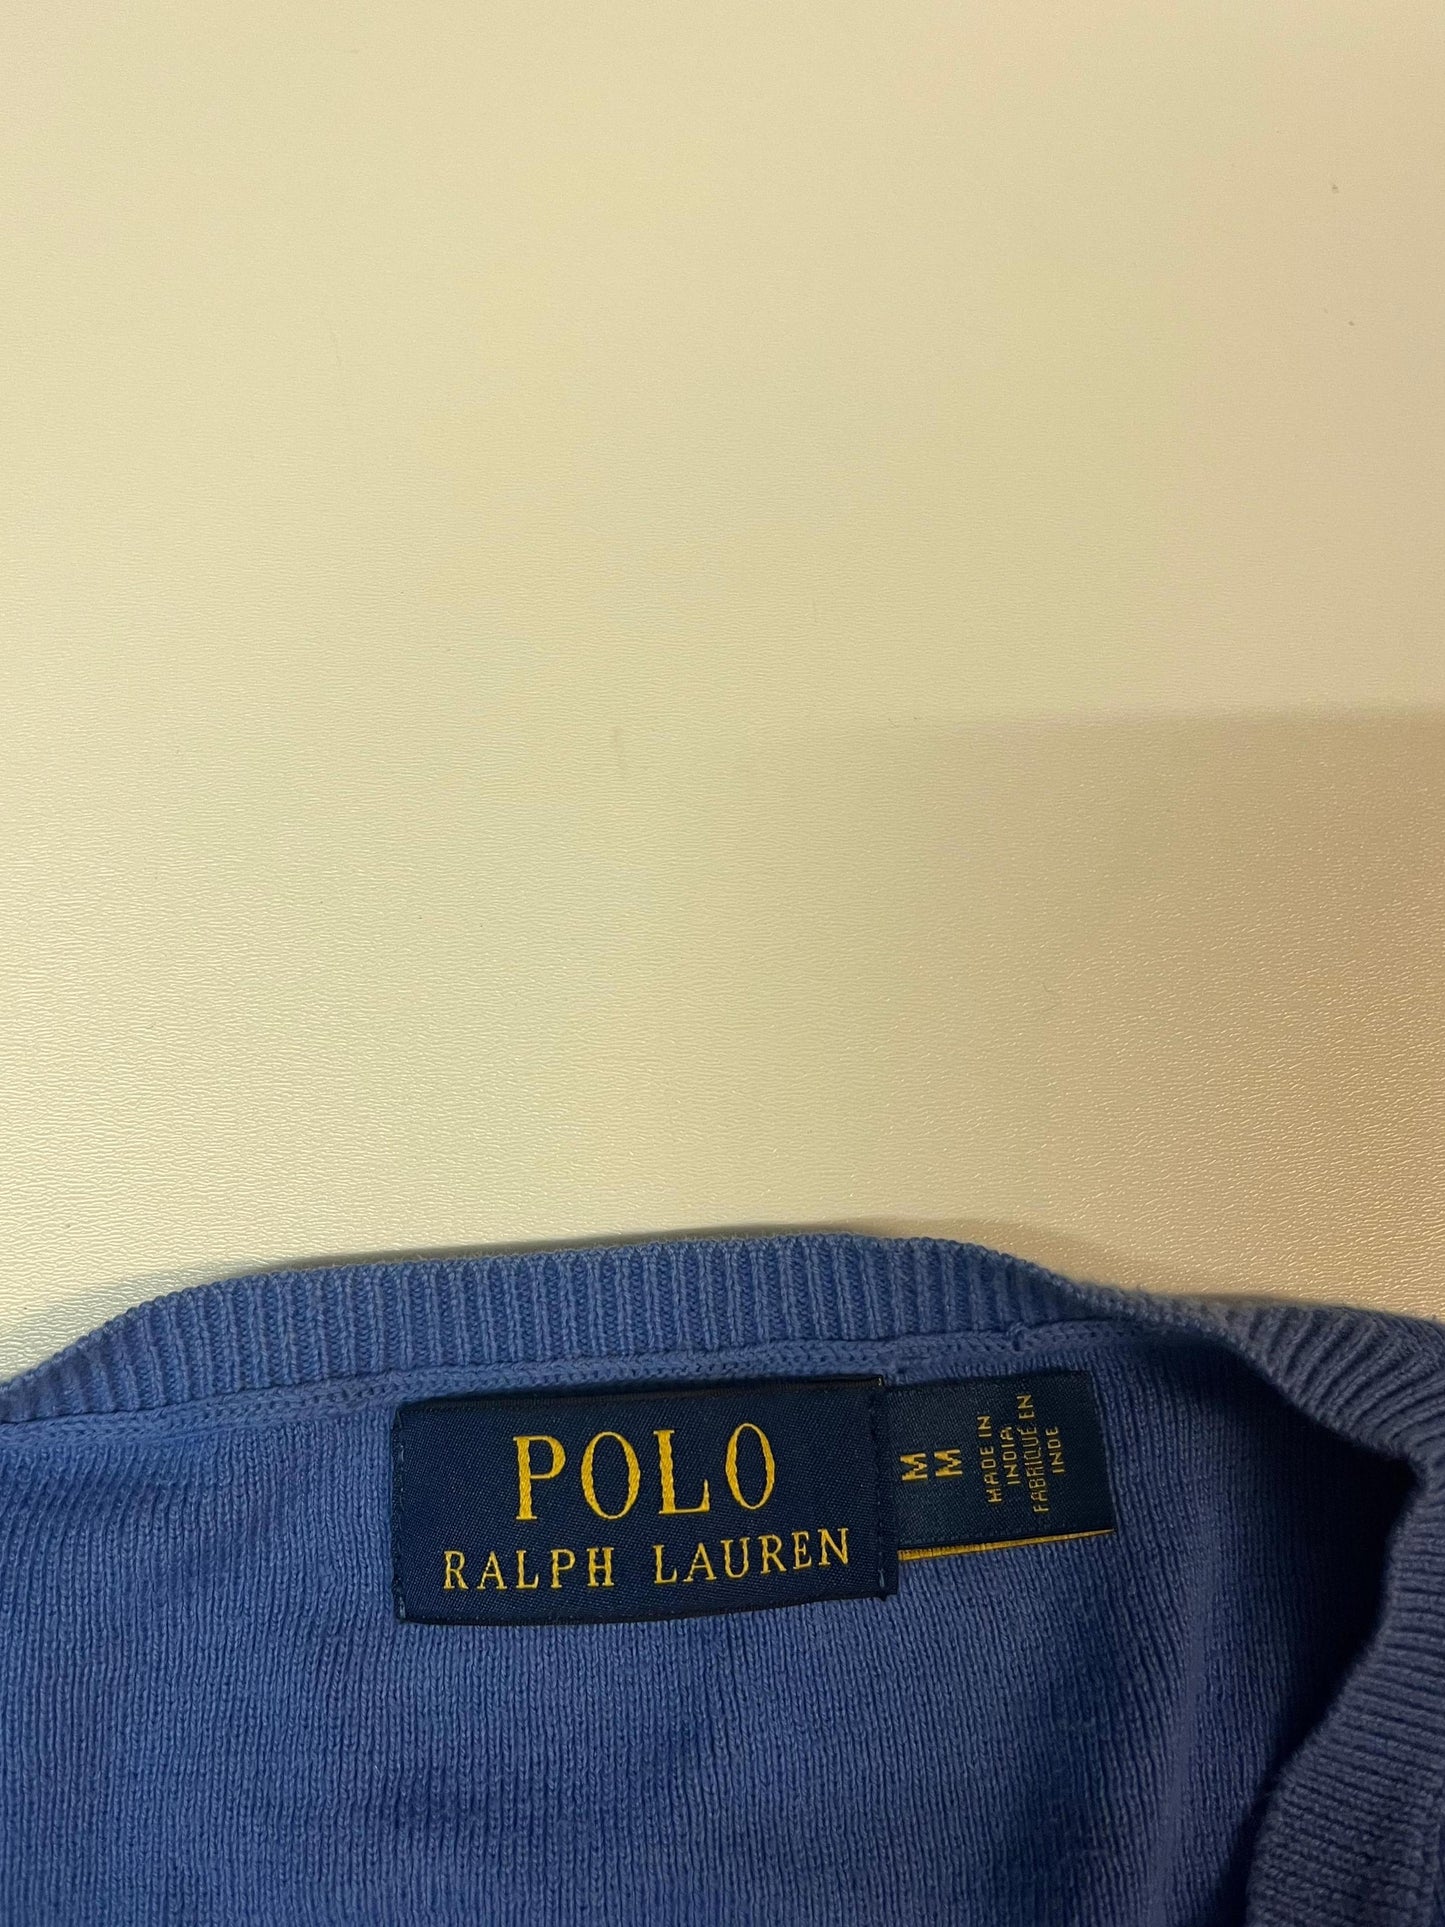 POLO
RALPH LAUREN
M
M
MADE IN
INDIA
FABRIQUÉ EN
INDE